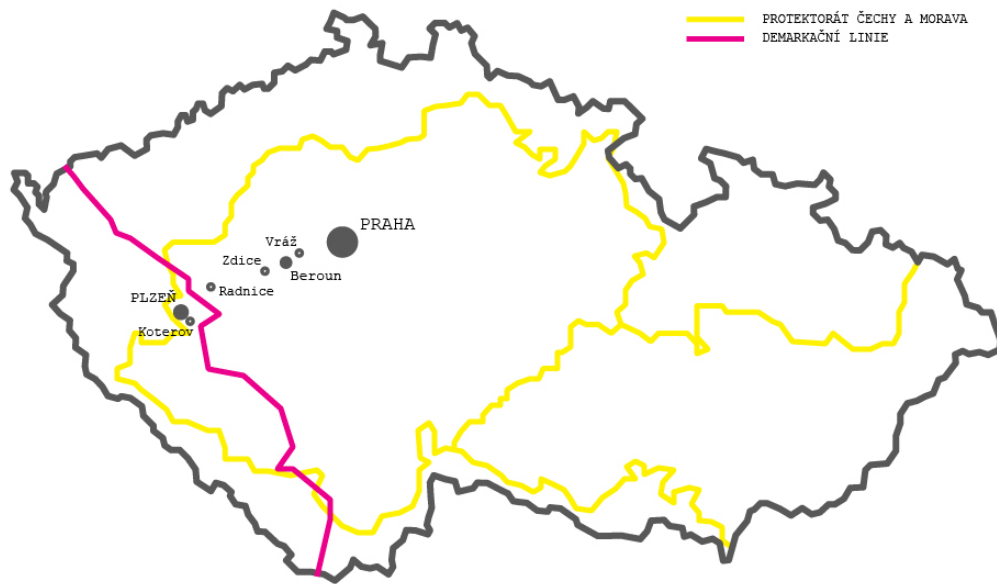 PROTEKTORÁT ČECHY A MORAVA
DEMARKAČNÍ LINIE
PRAHA
Vráž
Zdice
Beroun
Radnice
PLZEŇ
Koterov